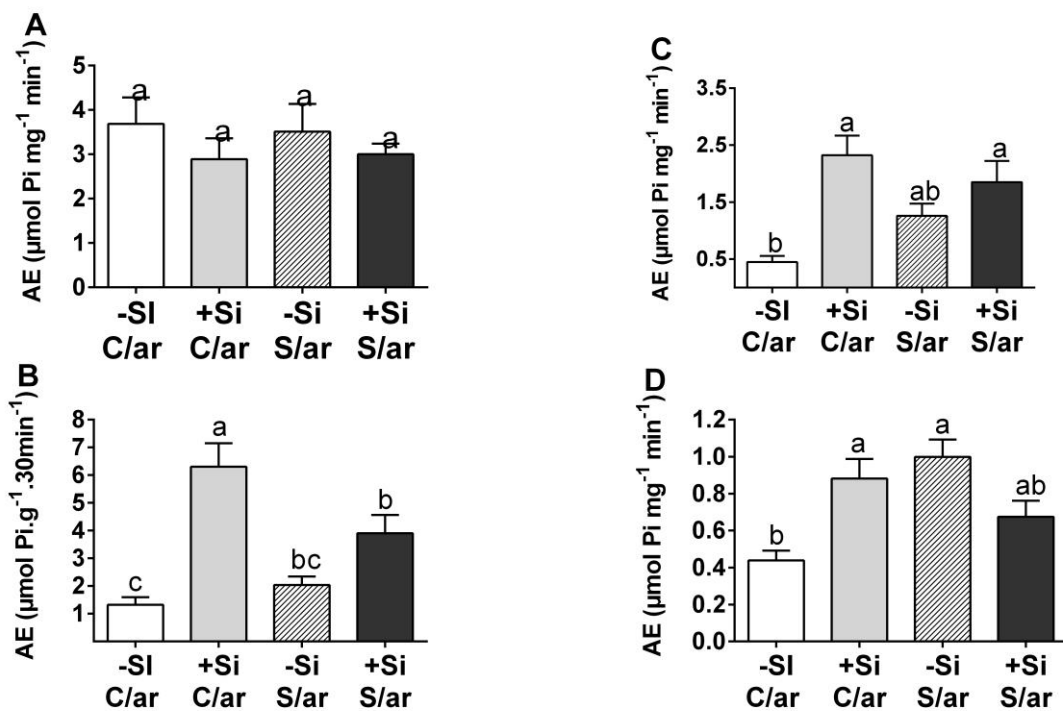 A
AE (µmol Pi mg⁻¹ min⁻¹)
5
4
3
2
1
0
a
a
a
a
-SI
C/ar
+Si
C/ar
-Si
S/ar
+Si
S/ar
B
AE (µmol Pi.g⁻¹.30min⁻¹)
8
7
6
5
4
3
2
1
c
a
bc
b
-SI
C/ar
+Si
C/ar
-Si
S/ar
+Si
S/ar
C
AE (µmol Pi mg⁻¹ min⁻¹)
3.5
2.5
1.5
0.5
b
a
ab
a
-SI
C/ar
+Si
C/ar
-Si
S/ar
+Si
S/ar
D
AE (µmol Pi mg⁻¹ min⁻¹)
1.2
1.0
0.8
0.6
0.4
0.2
0.0
b
a
a
ab
-SI
C/ar
+Si
C/ar
-Si
S/ar
+Si
S/ar